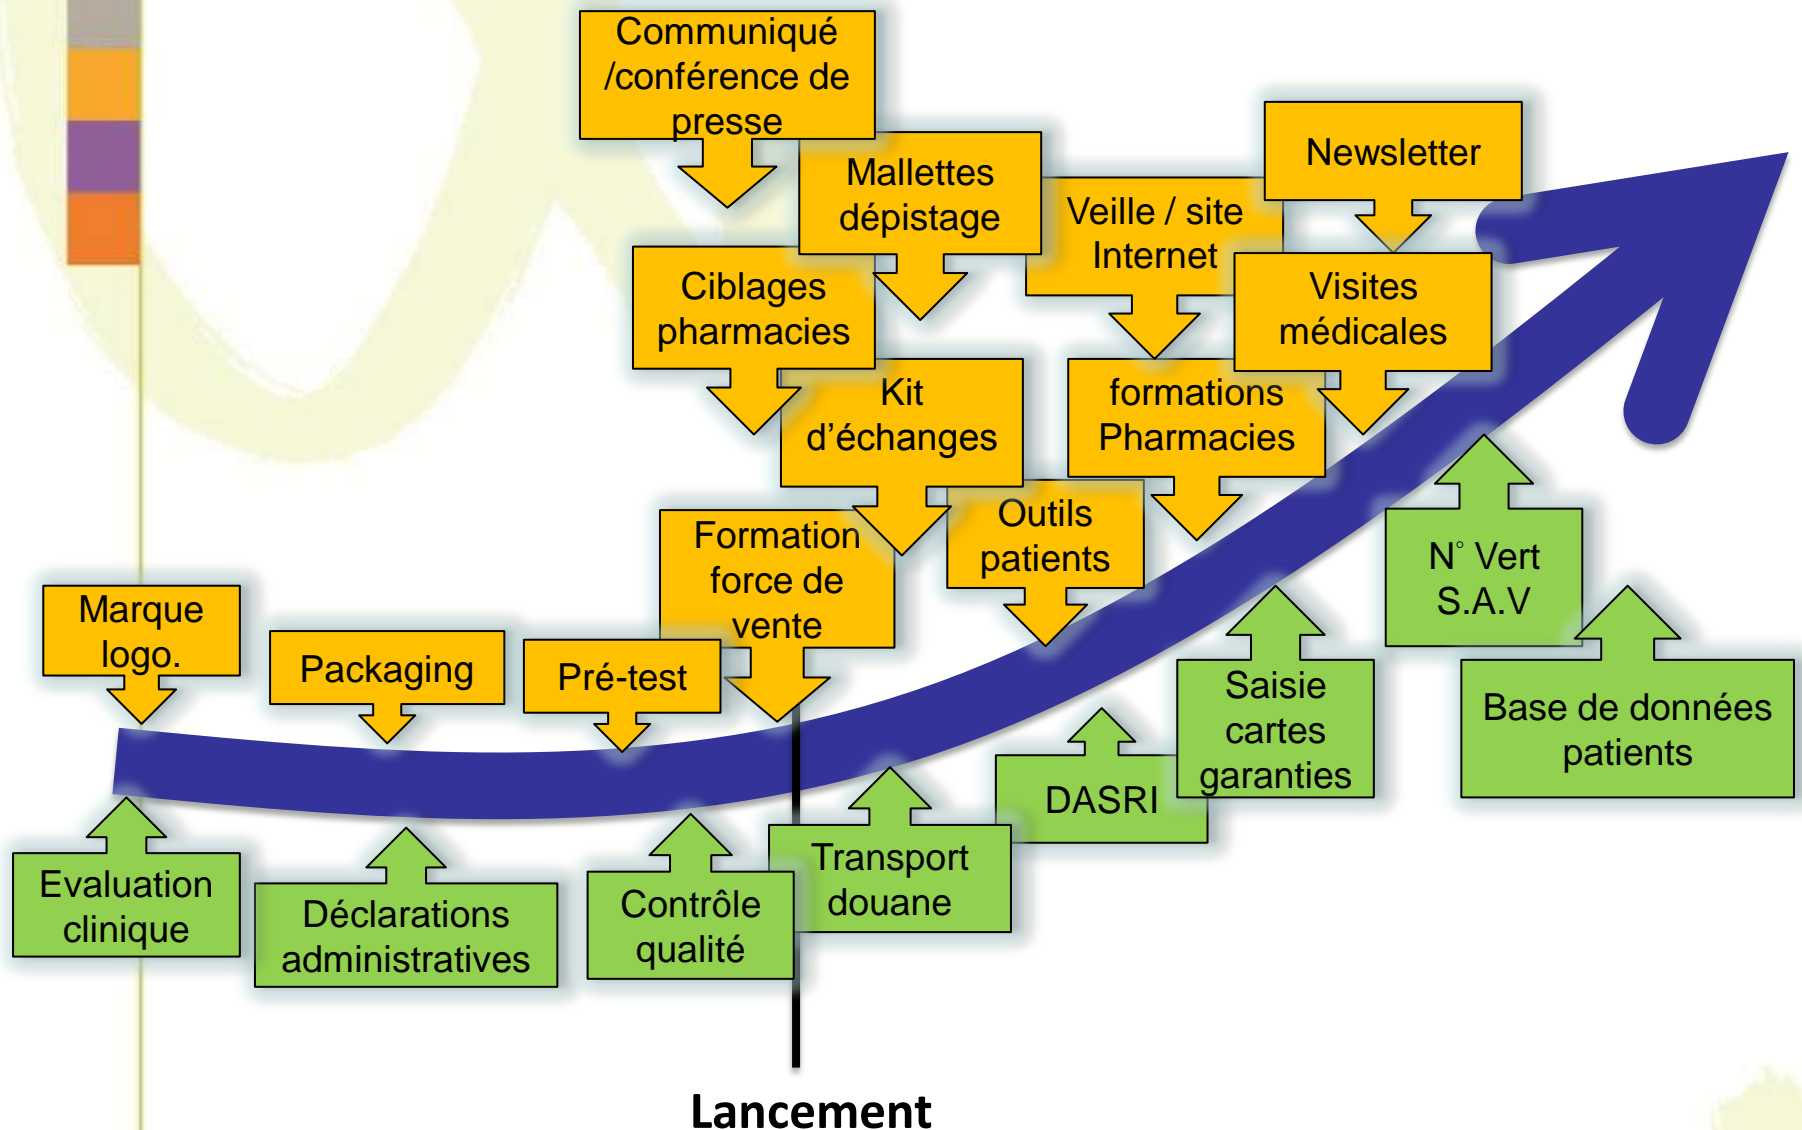 Communiqué
/conférence de
presse
Mallettes
dépistage
Veille / site
Internet
Newsletter
Ciblages
pharmacies
Visites
médicales
Kit
d’échanges
formations
Pharmacies
Formation
force de
vente
Outils
patients
Marque
logo.
Packaging
Pré-test
N° Vert
S.A.V
Saisie
cartes
garanties
Base de données
patients
DASRI
Transport
douane
Evaluation
clinique
Déclarations
administratives
Contrôle
qualité
Lancement